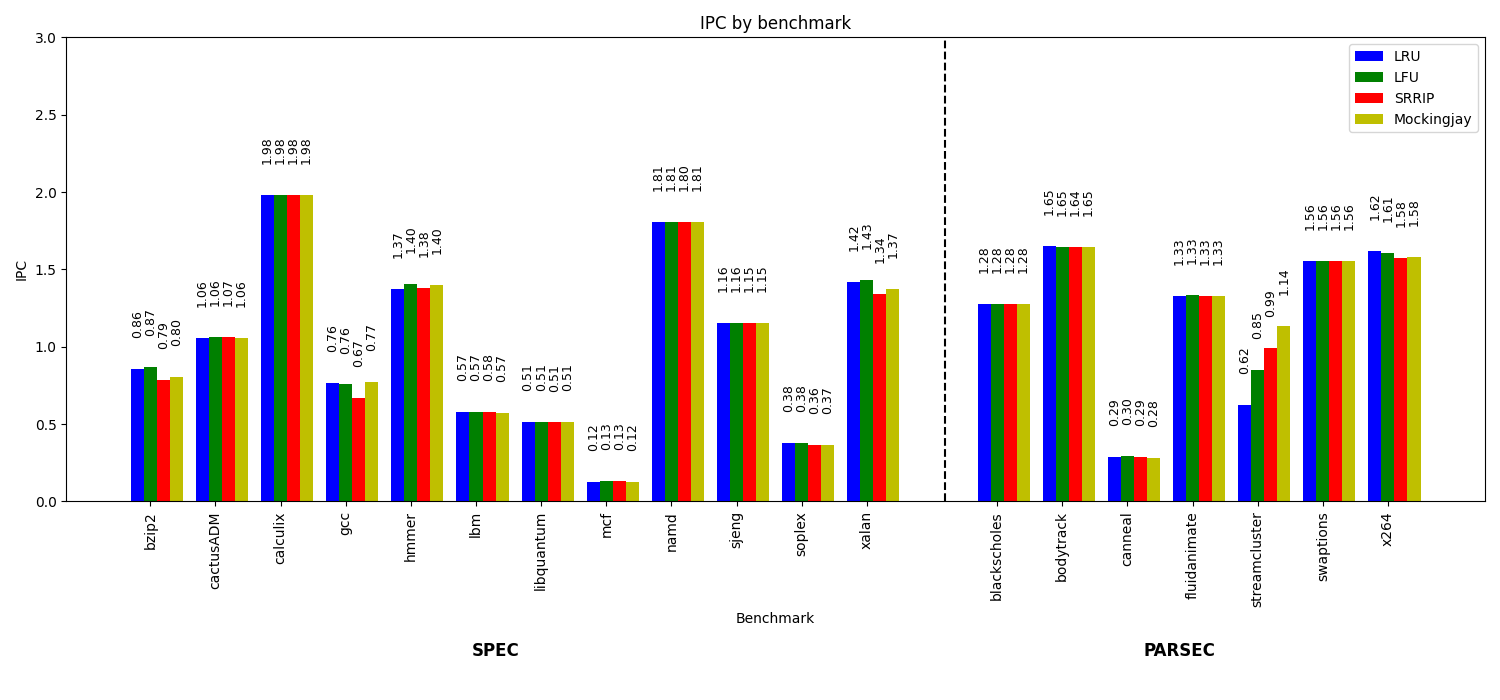 IPC by benchmark
IPC
3.0
2.5
2.0
1.5
1.0
0.5
0.0
LRU
LFU
SRRIP
Mockingjay
0.86 0.87 0.79 0.80
1.06 1.06 1.07 1.06
1.98 1.98 1.98 1.98
0.76 0.76 0.67 0.77
1.37 1.40 1.38 1.40
0.57 0.57 0.58 0.57
0.51 0.51 0.51 0.51
0.12 0.13 0.13 0.12
1.81 1.81 1.80 1.81
1.16 1.16 1.15 1.15
0.38 0.38 0.36 0.37
1.42 1.43 1.34 1.37
1.28 1.28 1.28 1.28
1.65 1.65 1.64 1.65
0.29 0.30 0.29 0.28
1.33 1.33 1.33 1.33
0.62 0.85 0.99 1.14
1.56 1.56 1.56 1.56
1.62 1.61 1.58 1.58
bzip2
cactusADM
calculix
gcc
hmmer
lbm
libquantum
mcf
namd
sjeng
soplex
xalan
blackscholes
bodytrack
canneal
fluidanimate
streamcluster
swaptions
x264
Benchmark
SPEC
PARSEC